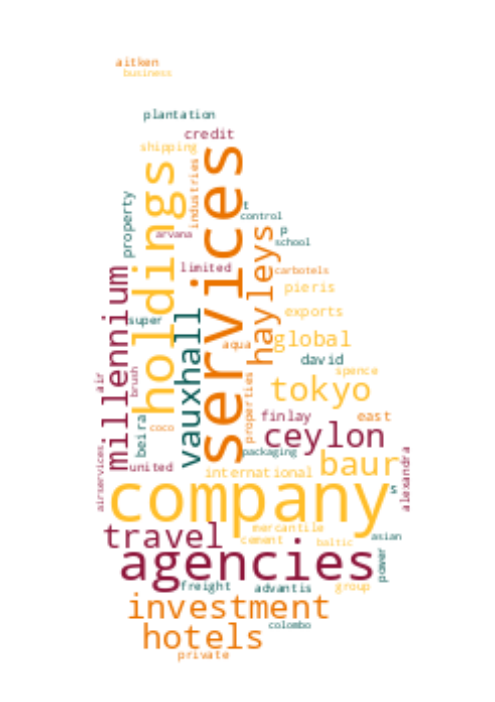 aitken
business
plantation
credit
shipping
services
holdings
industries
property
t
control
arvana
p
school
hayleys
limited
carbotels
millennium
pieris
super
vauxhall
exports
global
aqua
david
spence
air
brush
tokyo
properties
beira
coco
finlay
east
ceylon
packaging
baur
alexandra
airservices
united
international
company
s
travel
mercantile
cement
baltic
asian
agencies
power
freight
advantis
group
investment
colombo
hotels
private